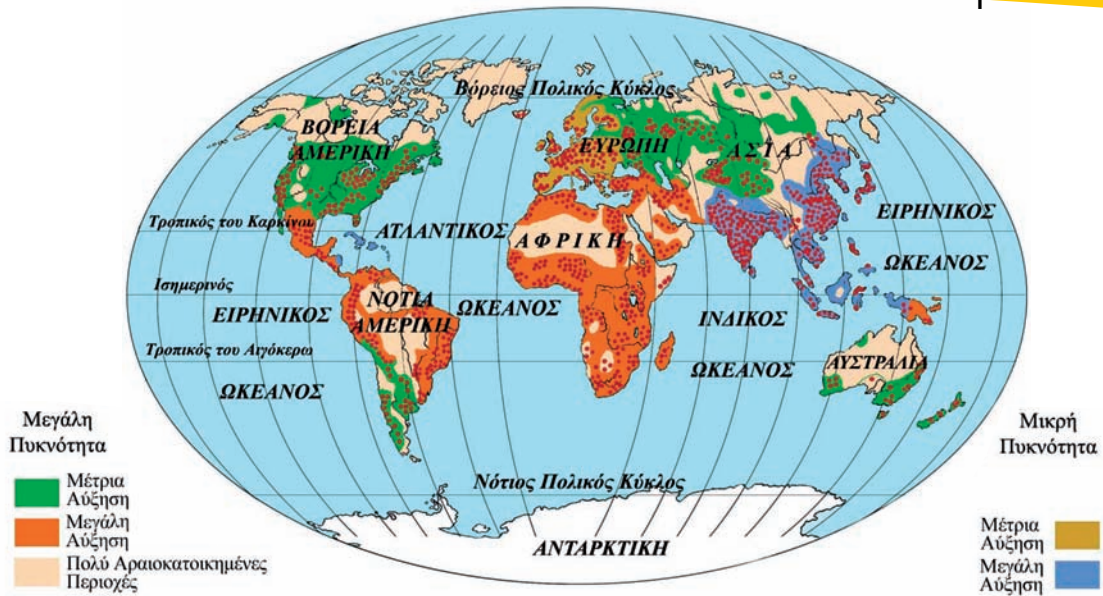 Βόρειος Πολικός Κύκλος
ΒΟΡΕΙΑ
ΑΜΕΡΙΚΗ
ΕΥΡΩΠΗ
ΑΣΙΑ
Τροπικός του Καρκίνου
ΑΤΛΑΝΤΙΚΟΣ
ΑΦΡΙΚΗ
ΕΙΡΗΝΙΚΟΣ
ΩΚΕΑΝΟΣ
Ισημερινός
ΝΟΤΙΑ
ΑΜΕΡΙΚΗ
ΩΚΕΑΝΟΣ
ΕΙΡΗΝΙΚΟΣ
ΙΝΔΙΚΟΣ
Τροπικός του Αιγόκερω
ΩΚΕΑΝΟΣ
ΩΚΕΑΝΟΣ
ΑΥΣΤΡΑΛΙΑ
Νότιος Πολικός Κύκλος
ΑΝΤΑΡΚΤΙΚΗ
Μεγάλη
Πυκνότητα
Μέτρια
Αύξηση
Μεγάλη
Αύξηση
Πολύ Αραιοκατοικημένες
Περιοχές
Μικρή
Πυκνότητα
Μέτρια
Αύξηση
Μεγάλη
Αύξηση